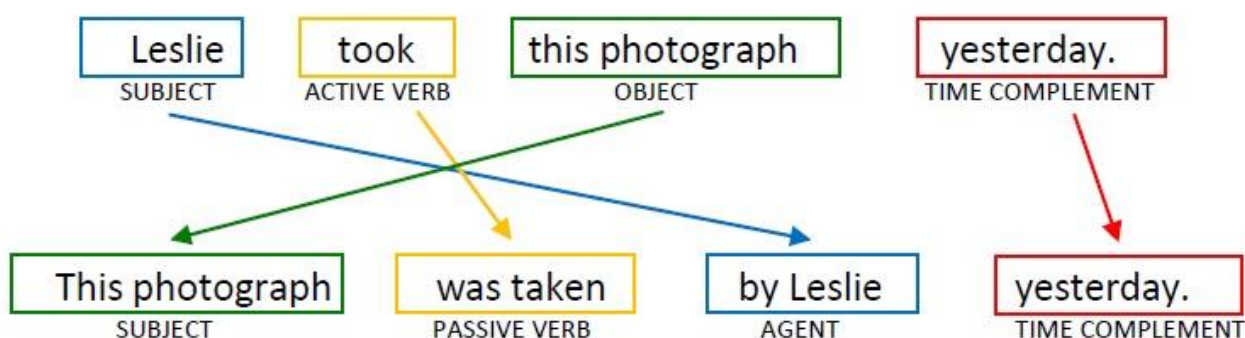 Leslie took this photograph yesterday.
SUBJECT ACTIVE VERB OBJECT TIME COMPLEMENT
This photograph was taken by Leslie yesterday.
SUBJECT PASSIVE VERB AGENT TIME COMPLEMENT